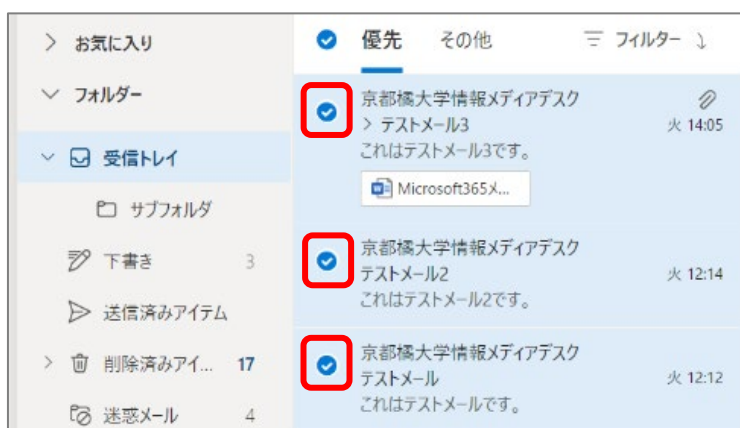 お気に入り
フォルダー
受信トレイ
サブフォルダ
下書き 3
送信済みアイテム
削除済みアイ... 17
迷惑メール 4
優先 その他 フィルター
京都橘大学情報メディアデスク
> テストメール3 火 14:05
これはテストメール3です。
Microsoft365メ...
京都橘大学情報メディアデスク
テストメール2 火 12:14
これはテストメール2です。
京都橘大学情報メディアデスク
テストメール 火 12:12
これはテストメールです。